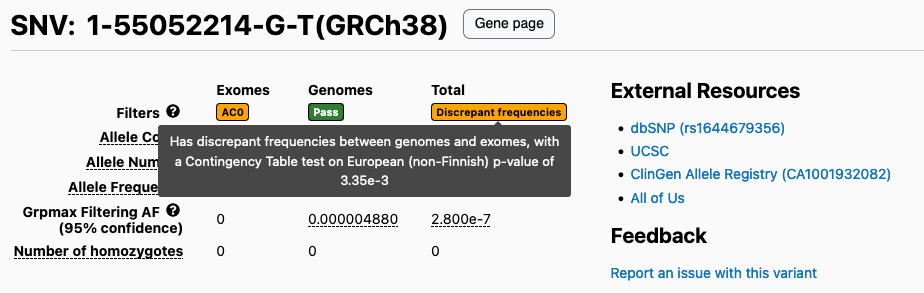 SNV: 1-55052214-G-T(GRCh38) Gene page
Exomes Genomes Total
Filters ? AC0 Pass Discrepant frequencies
Allele Co
Allele Num
Allele Freque
Has discrepant frequencies between genomes and exomes, with
a Contingency Table test on European (non-Finnish) p-value of
3.35e-3
Grpmax Filtering AF ?
(95% confidence) 0 0.000004880 2.800e-7
Number of homozygotes 0 0 0
External Resources
• dbSNP (rs1644679356)
• UCSC
• ClinGen Allele Registry (CA1001932082)
• All of Us
Feedback
Report an issue with this variant